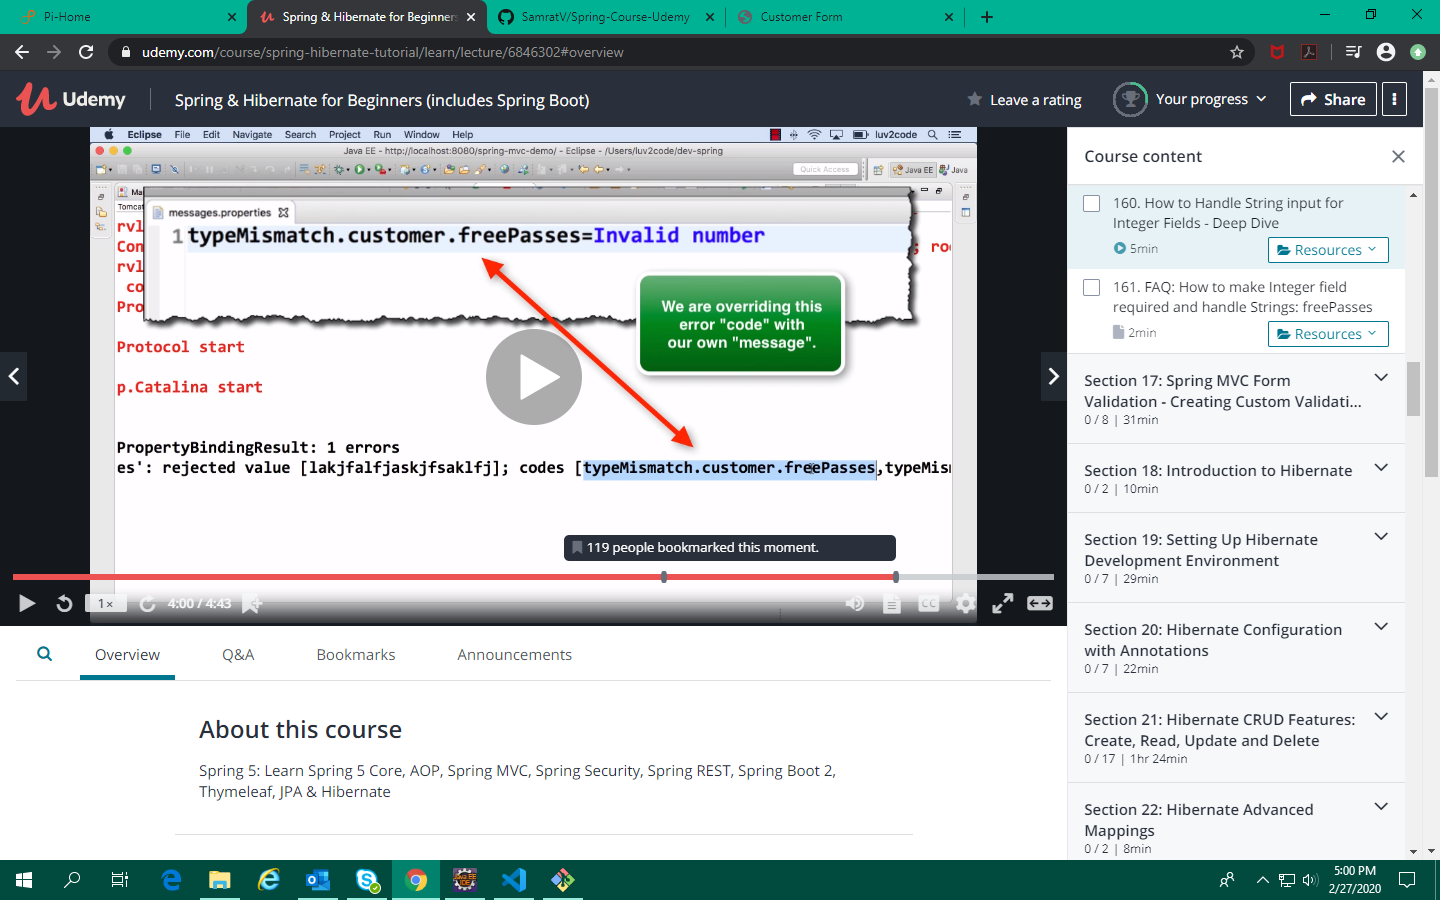 Pi-Home
Spring & Hibernate for Beginners
SamratV/Spring-Course-Udemy
Customer Form
udemy.com/course/spring-hibernate-tutorial/learn/lecture/6846302#overview
Udemy
Spring & Hibernate for Beginners (includes Spring Boot)
Leave a rating
Your progress
Share
Eclipse File Edit Navigate Search Project Run Window Help
luv2code
Java EE - http://localhost:8080/spring-mvc-demo/ - Eclipse - /Users/luv2code/dev-spring
Quick Access
Java EE
Java
Ma
Tomcat
messages.properties
1 typeMismatch.customer.freePasses=Invalid number
rvl
Con
; ro
rvl
co
Pro
We are overriding this
error "code" with
our own "message".
Protocol start
p.Catalina start
PropertyBindingResult: 1 errors
es': rejected value [lakjfalfjaskjfsaklfj]; codes [typeMismatch.customer.freePasses,typeMism
119 people bookmarked this moment.
1×
4:00 / 4:43
CC
Overview
Q&A
Bookmarks
Announcements
About this course
Spring 5: Learn Spring 5 Core, AOP, Spring MVC, Spring Security, Spring REST, Spring Boot 2,
Thymeleaf, JPA & Hibernate
Course content
160. How to Handle String input for
Integer Fields - Deep Dive
5min
Resources
161. FAQ: How to make Integer field
required and handle Strings: freePasses
2min
Resources
Section 17: Spring MVC Form
Validation - Creating Custom Validati...
0 / 8 | 31min
Section 18: Introduction to Hibernate
0 / 2 | 10min
Section 19: Setting Up Hibernate
Development Environment
0 / 7 | 29min
Section 20: Hibernate Configuration
with Annotations
0 / 7 | 22min
Section 21: Hibernate CRUD Features:
Create, Read, Update and Delete
0 / 17 | 1hr 24min
Section 22: Hibernate Advanced
Mappings
0 / 2 | 8min
5:00 PM
2/27/2020